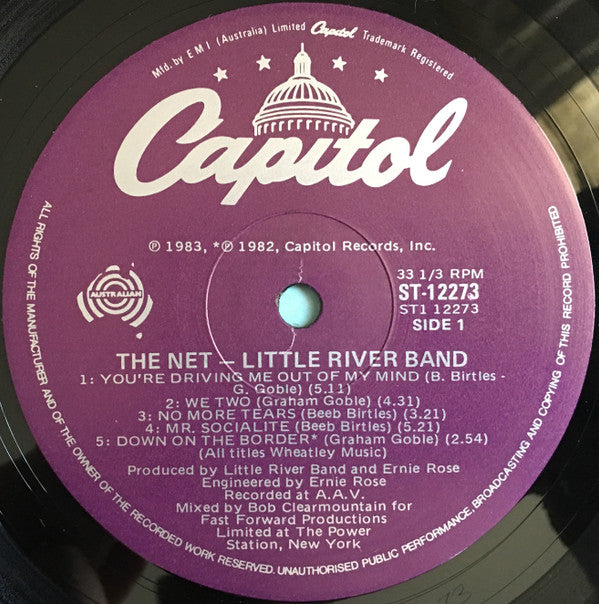 Mfd. by E M I (Australia) Limited Capitol Trademark Registered
Capitol
℗ 1983, *℗ 1982, Capitol Records, Inc.
33 1/3 RPM
ST-12273
ST1 12273
SIDE 1
AUSTRALIAN
THE NET – LITTLE RIVER BAND
1: YOU'RE DRIVING ME OUT OF MY MIND (B. Birtles -
G. Goble) (5.11)
2: WE TWO (Graham Goble) (4.31)
3: NO MORE TEARS (Beeb Birtles) (3.21)
4: MR. SOCIALITE (Beeb Birtles) (5.21)
5: DOWN ON THE BORDER* (Graham Goble) (2.54)
(All titles Wheatley Music)
Produced by Little River Band and Ernie Rose
Engineered by Ernie Rose
Recorded at A.A.V.
Mixed by Bob Clearmountain for
Fast Forward Productions
Limited at The Power
Station, New York
ALL RIGHTS OF THE MANUFACTURER AND OF THE OWNER OF THE RECORDED WORK RESERVED. UNAUTHORISED PUBLIC PERFORMANCE, BROADCASTING AND COPYING OF THIS RECORD PROHIBITED